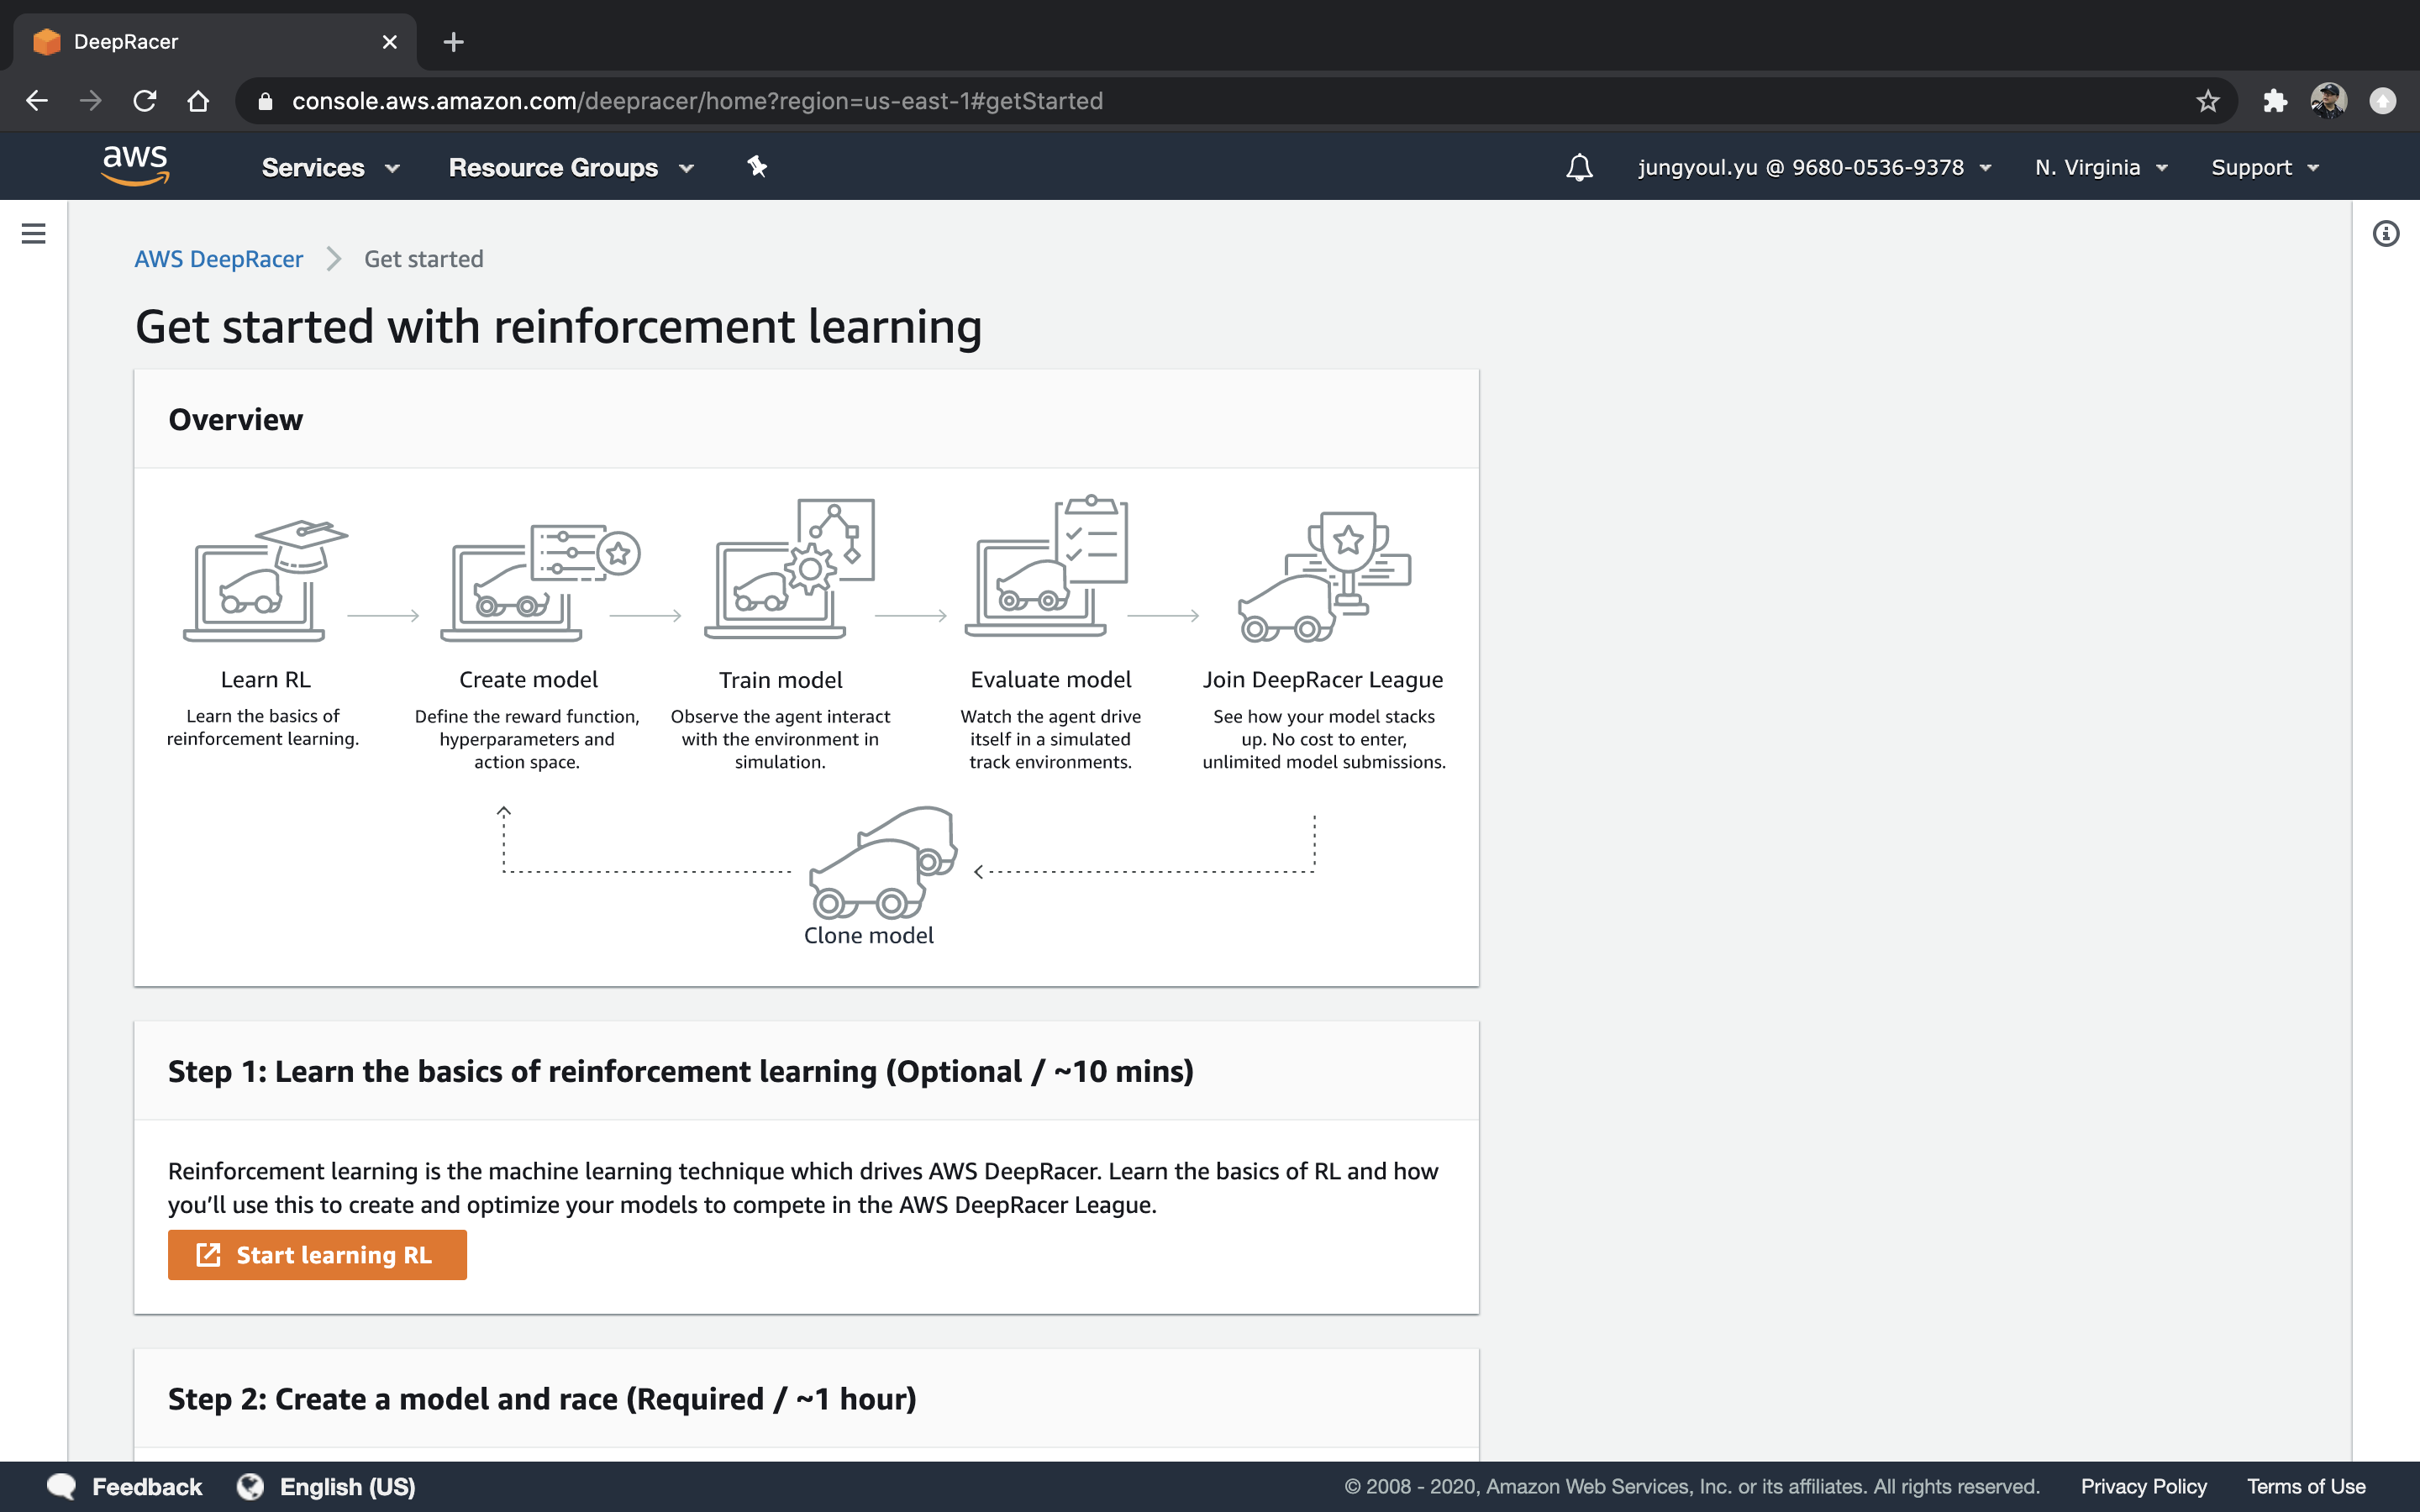 DeepRacer
console.aws.amazon.com/deepracer/home?region=us-east-1#getStarted
aws Services Resource Groups jungyoul.yu @ 9680-0536-9378 N. Virginia Support
AWS DeepRacer Get started
Get started with reinforcement learning
Overview
Learn RL
Learn the basics of
reinforcement learning.
Create model
Define the reward function,
hyperparameters and
action space.
Train model
Observe the agent interact
with the environment in
simulation.
Evaluate model
Watch the agent drive
itself in a simulated
track environments.
Join DeepRacer League
See how your model stacks
up. No cost to enter,
unlimited model submissions.
Clone model
Step 1: Learn the basics of reinforcement learning (Optional / ~10 mins)
Reinforcement learning is the machine learning technique which drives AWS DeepRacer. Learn the basics of RL and how
you’ll use this to create and optimize your models to compete in the AWS DeepRacer League.
Start learning RL
Step 2: Create a model and race (Required / ~1 hour)
Feedback English (US) © 2008 - 2020, Amazon Web Services, Inc. or its affiliates. All rights reserved. Privacy Policy Terms of Use